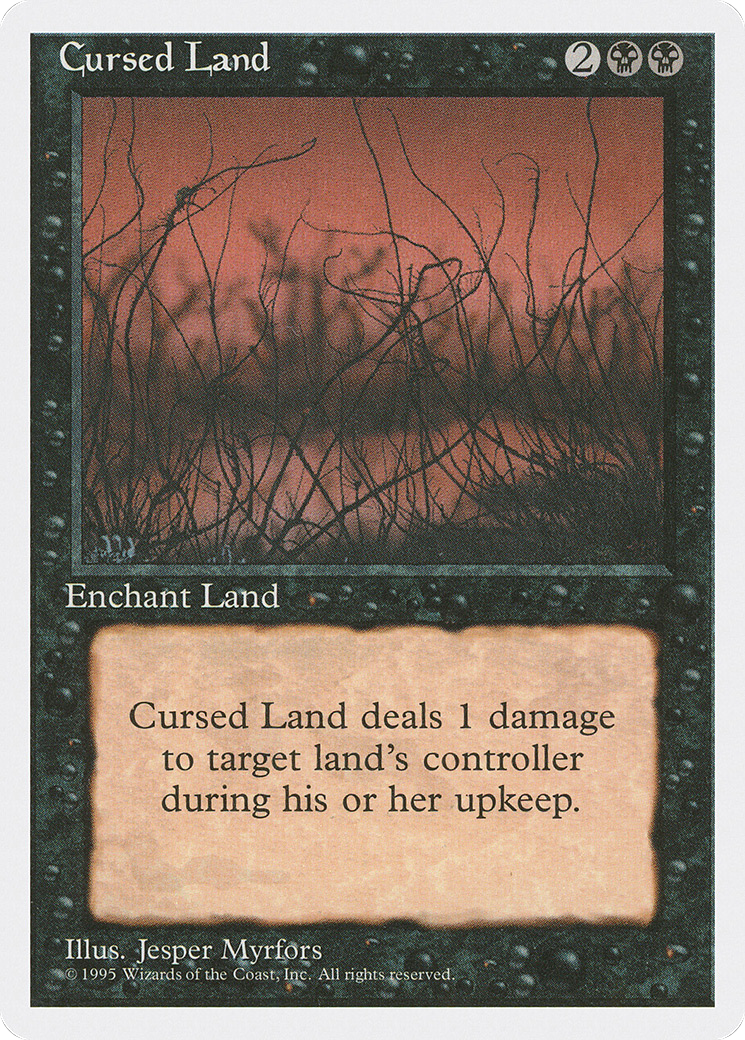 Cursed Land 2
Enchant Land
Cursed Land deals 1 damage
to target land's controller
during his or her upkeep.
Illus. Jesper Myrfors
© 1995 Wizards of the Coast, Inc. All rights reserved.